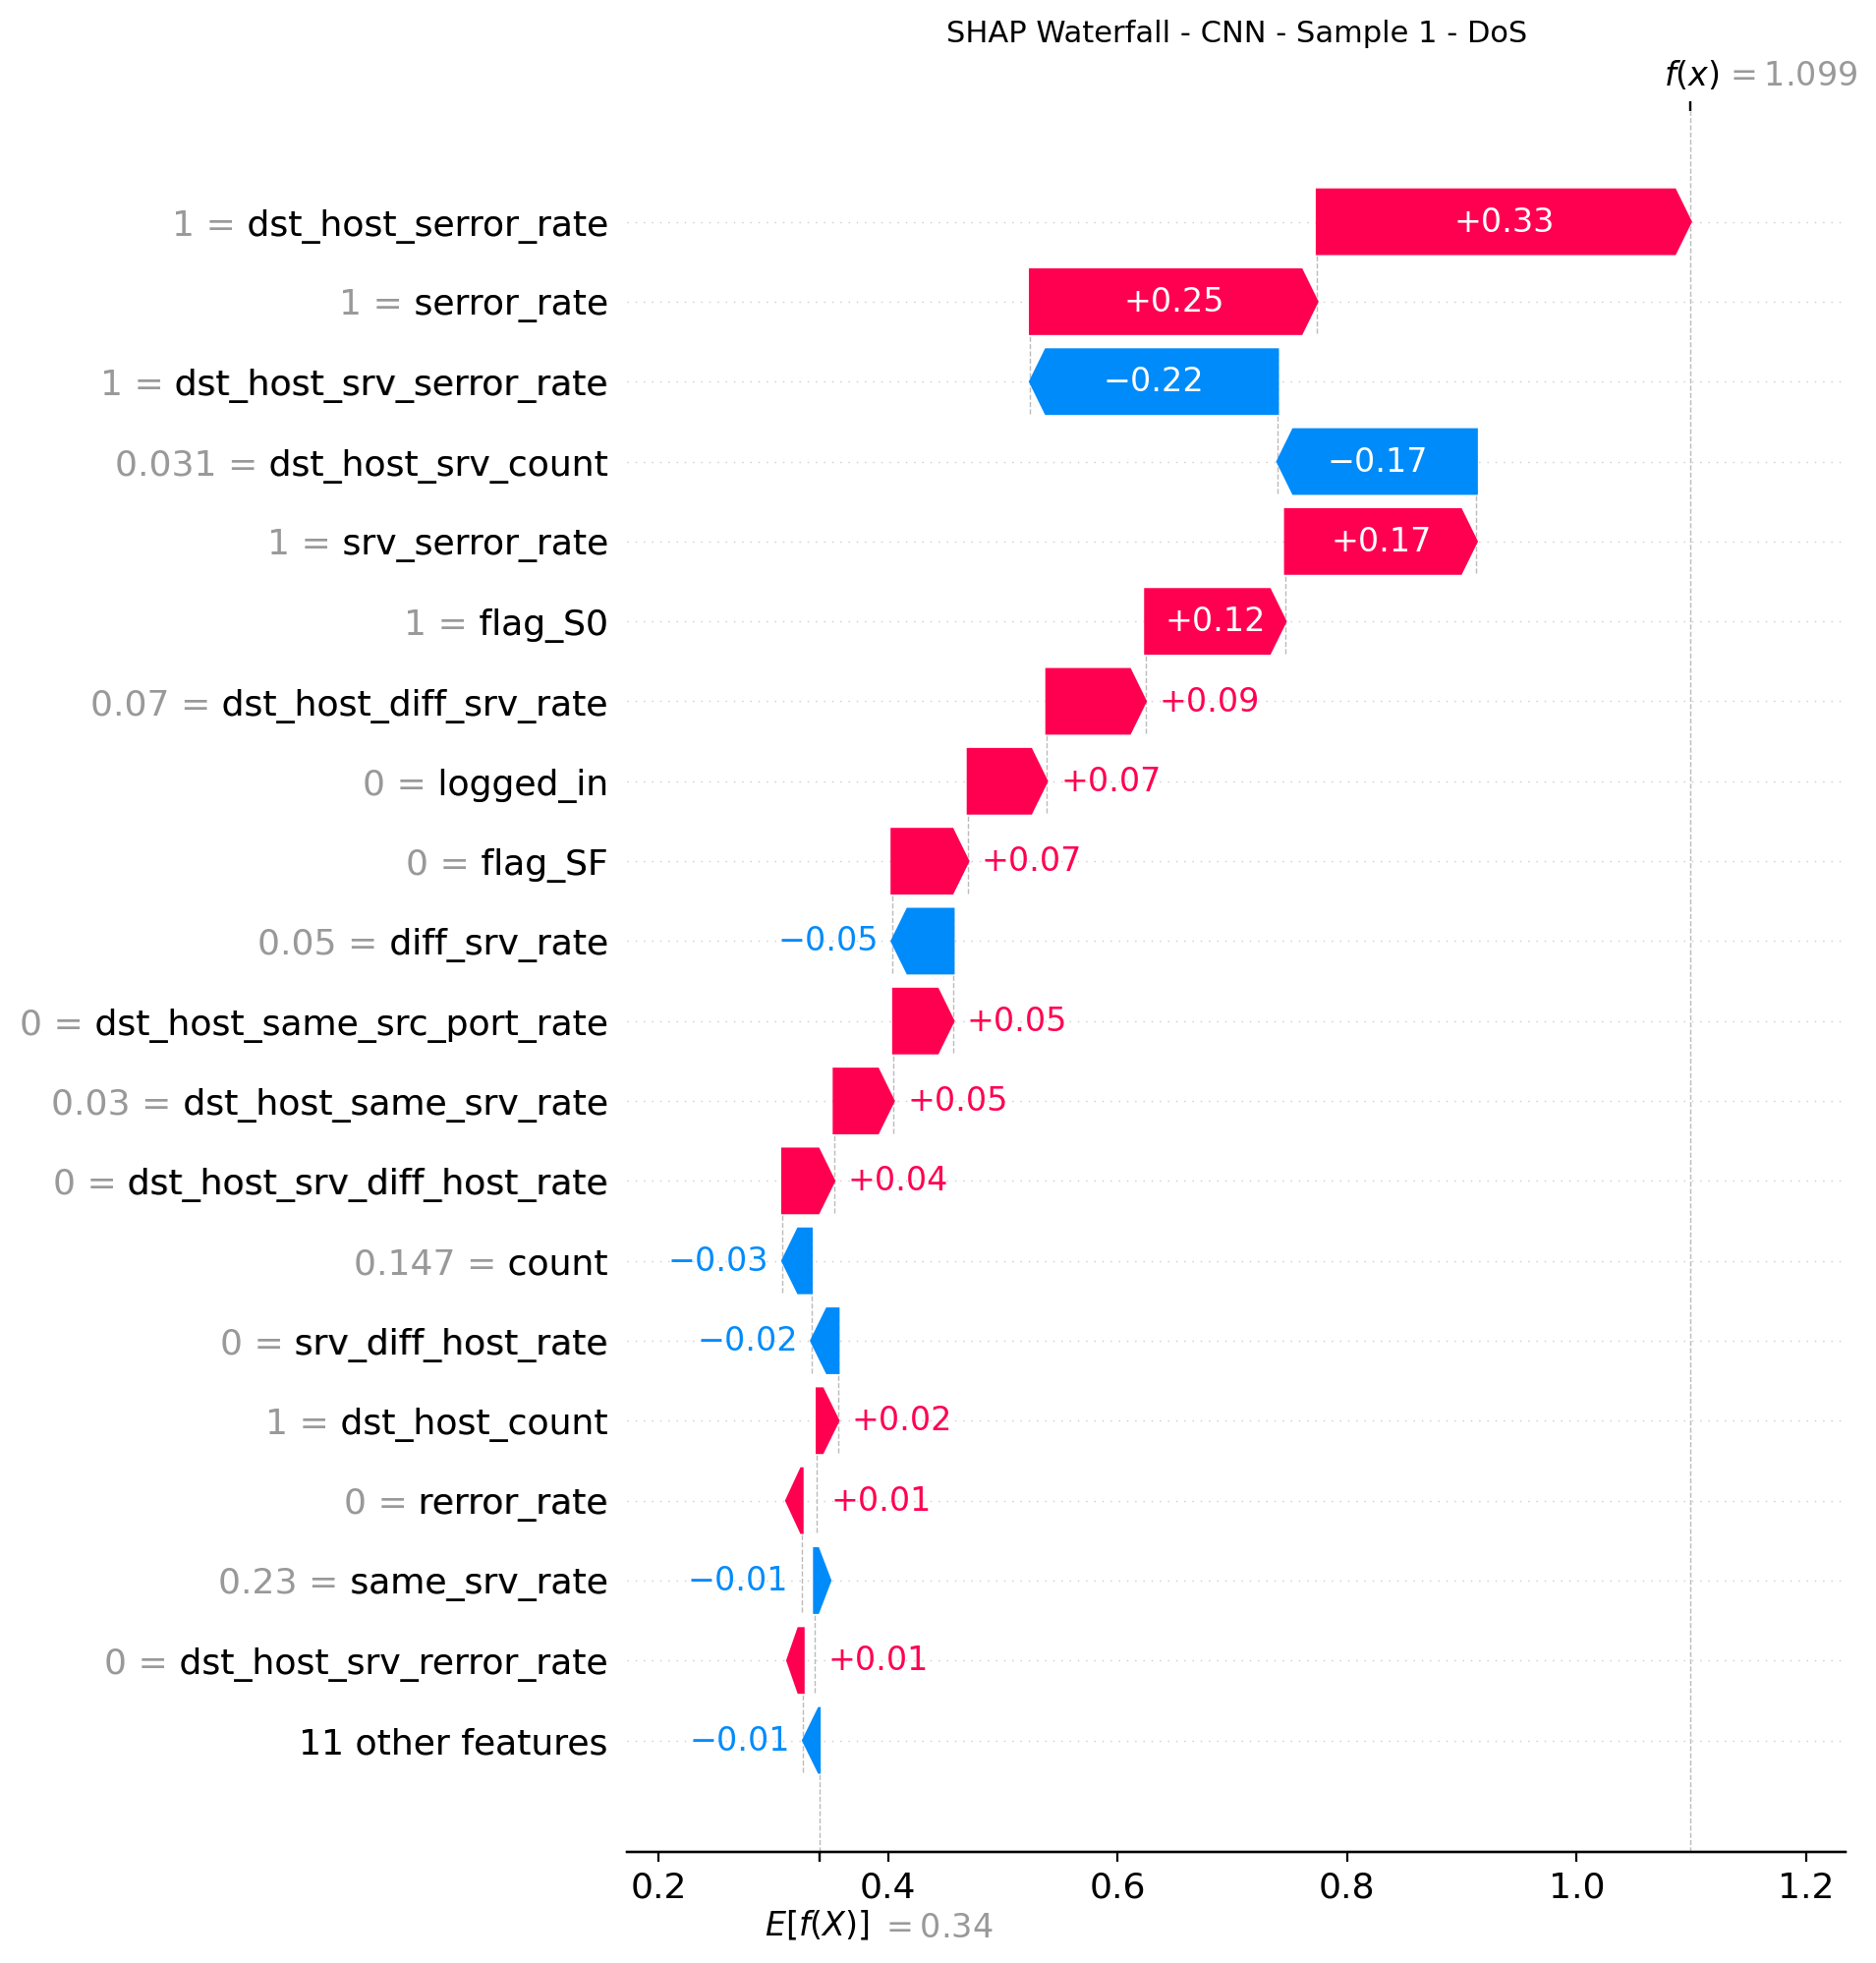 SHAP Waterfall - CNN - Sample 1 - DoS
f(x) = 1.099
1 = dst_host_serror_rate +0.33
1 = serror_rate +0.25
1 = dst_host_srv_serror_rate −0.22
0.031 = dst_host_srv_count −0.17
1 = srv_serror_rate +0.17
1 = flag_S0 +0.12
0.07 = dst_host_diff_srv_rate +0.09
0 = logged_in +0.07
0 = flag_SF +0.07
0.05 = diff_srv_rate −0.05
0 = dst_host_same_src_port_rate +0.05
0.03 = dst_host_same_srv_rate +0.05
0 = dst_host_srv_diff_host_rate +0.04
0.147 = count −0.03
0 = srv_diff_host_rate −0.02
1 = dst_host_count +0.02
0 = rerror_rate +0.01
0.23 = same_srv_rate −0.01
0 = dst_host_srv_rerror_rate +0.01
11 other features −0.01
0.2 0.4 0.6 0.8 1.0 1.2
E[f(X)] = 0.34